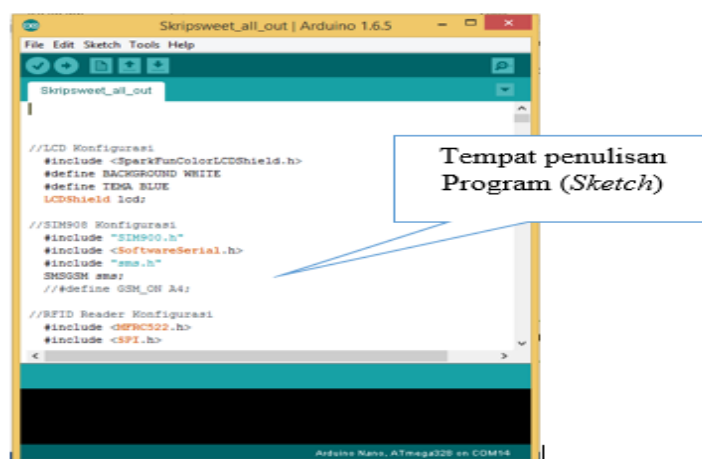 Skripsweet_all_out | Arduino 1.6.5
File Edit Sketch Tools Help
Skripsweet_all_out
//LCD Konfigurasi
#include <SparkFunColorLCDShield.h>
#define BACKGROUND WHITE
#define TEMA BLUE
LCDShield lcd;
//SIM908 Konfigurasi
#include "SIM900.h"
#include <SoftwareSerial.h>
#include "sms.h"
SMSGSM sms;
//#define GSM_ON A4;
//RFID Reader Konfigurasi
#include <MFRC522.h>
#include <SPI.h>
Tempat penulisan
Program (Sketch)
Arduino Nano, ATmega328 on COM14